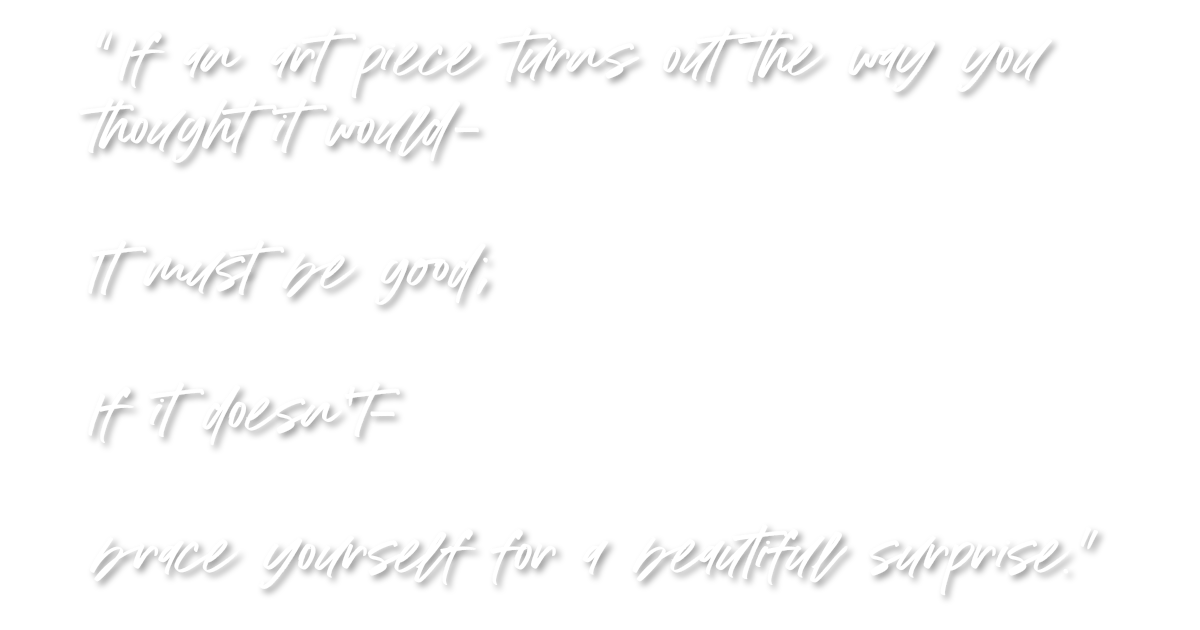 "If an art piece turns out the way you
thought it would-
It must be good;
If it doesn't-
brace yourself for a beautiful surprise."